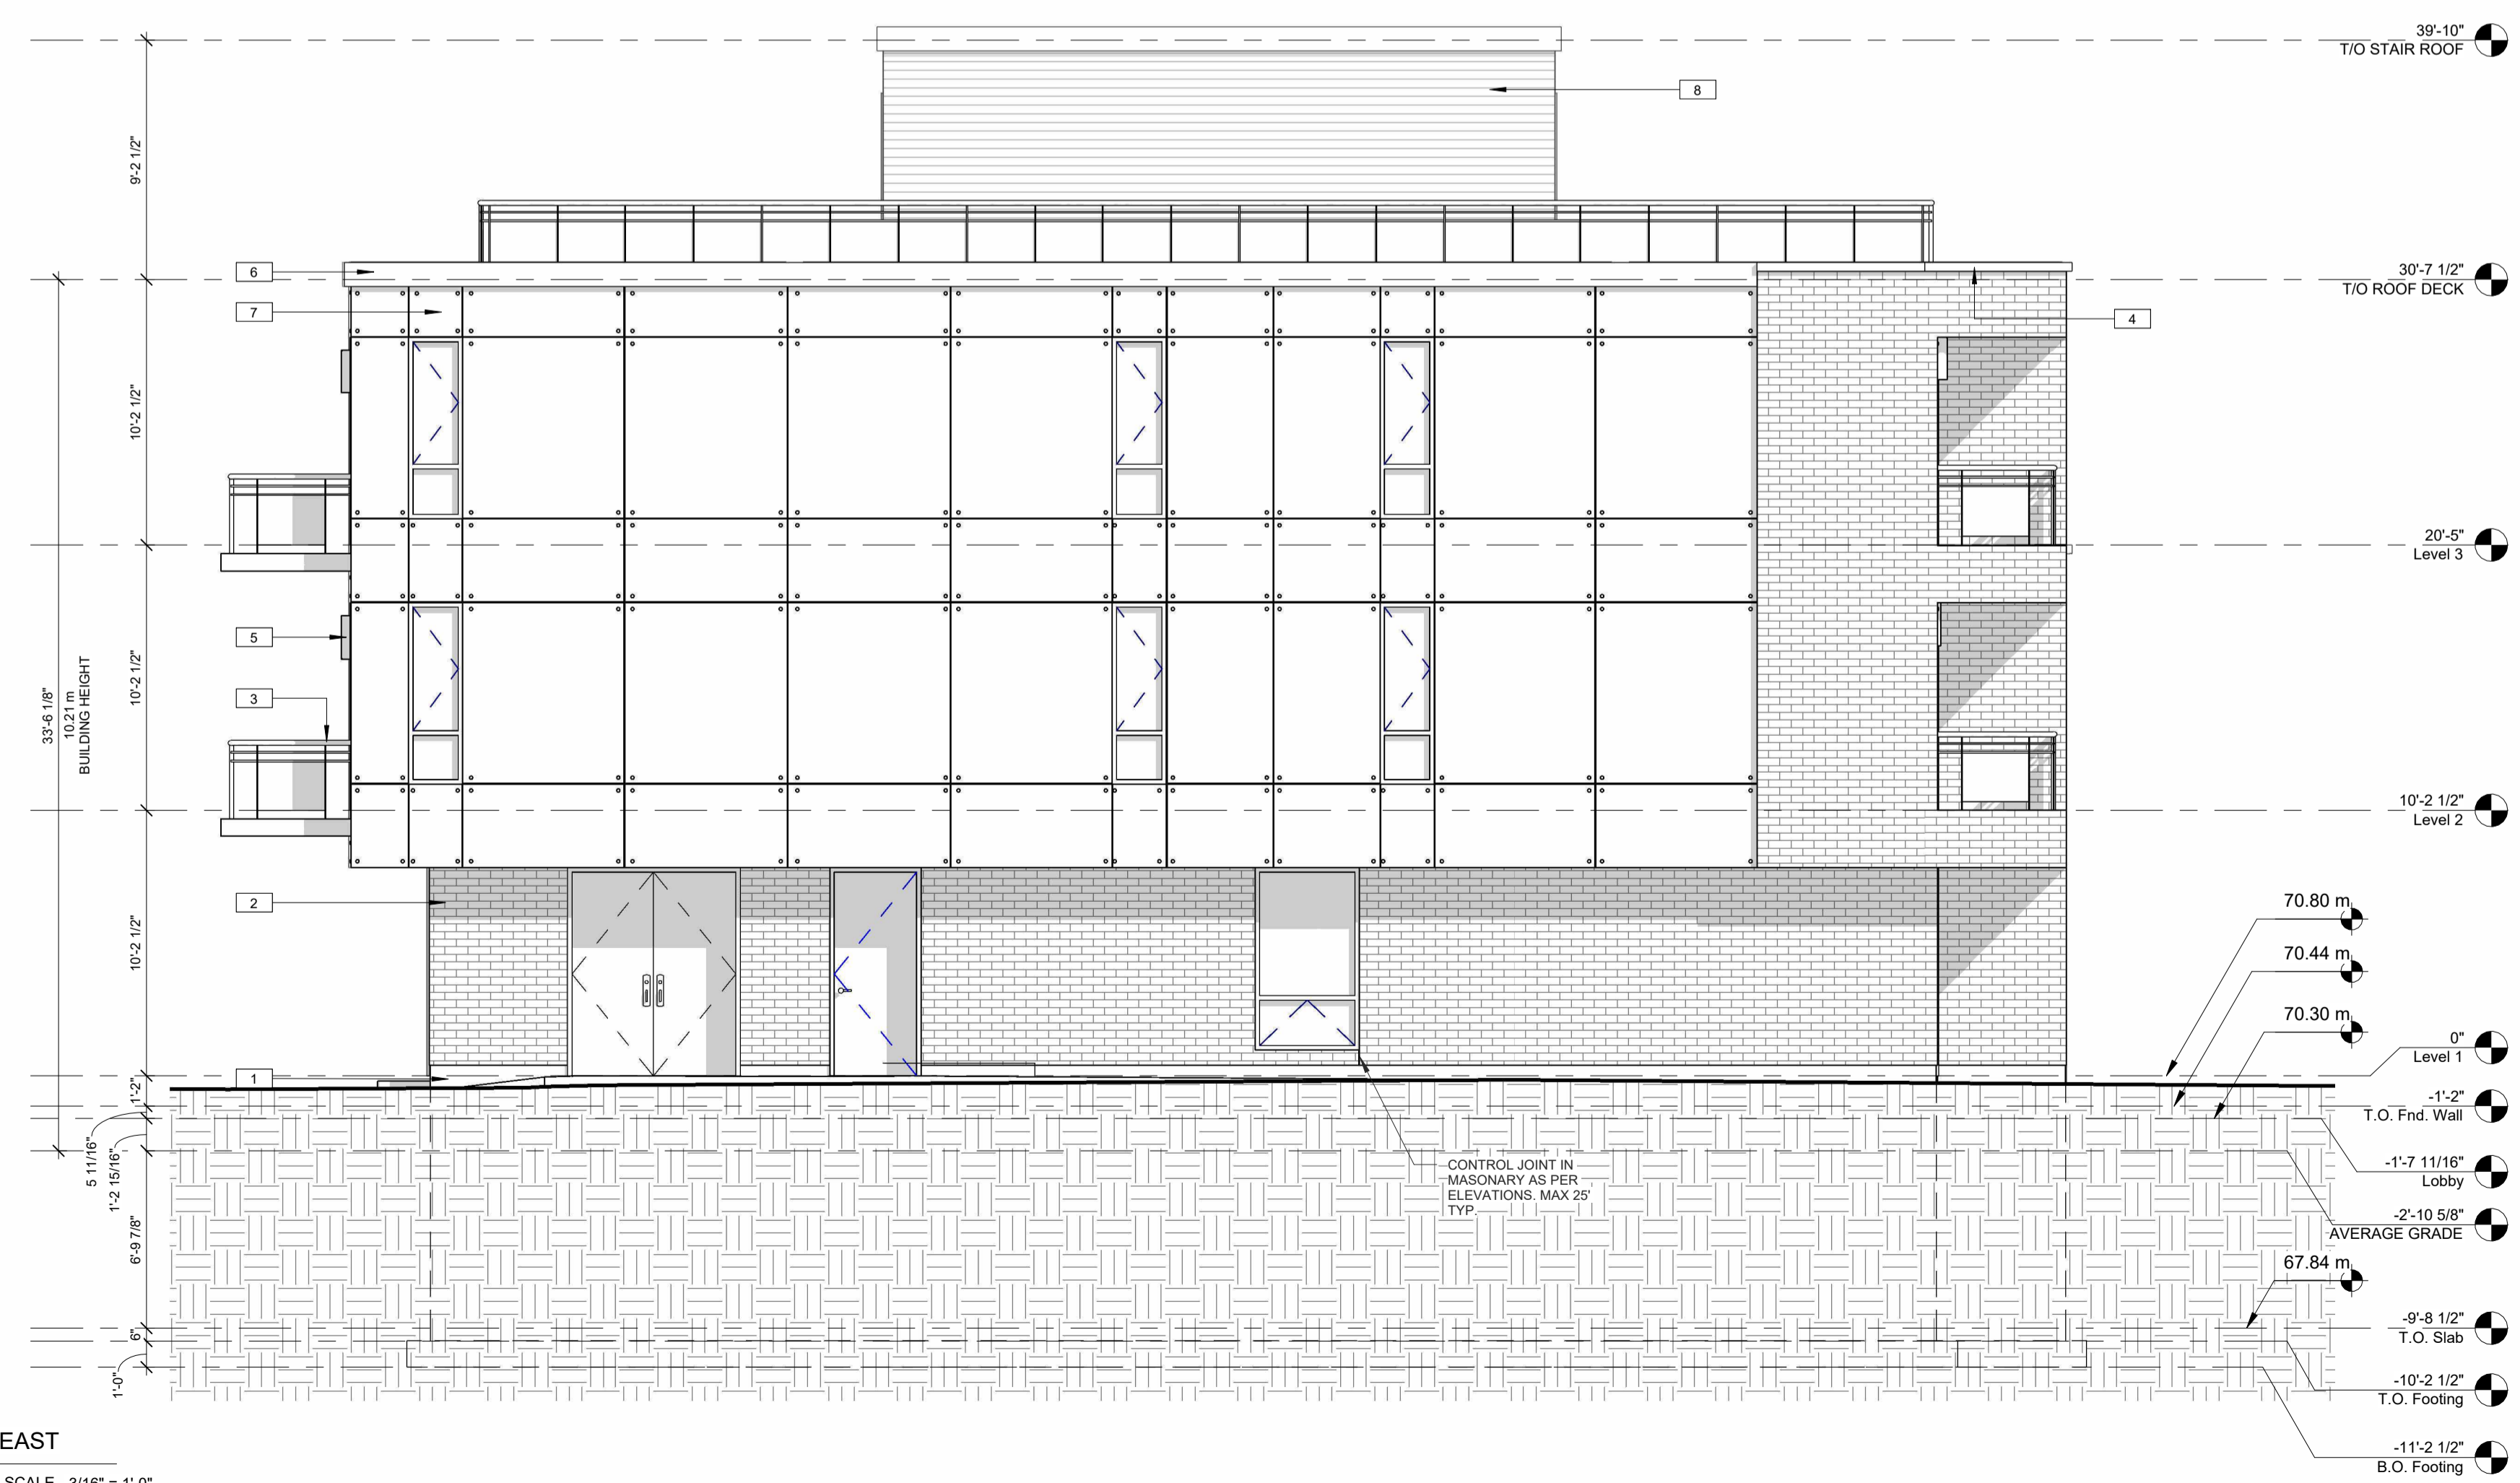 39'-10"
T/O STAIR ROOF
8
9'-2 1/2"
6
30'-7 1/2"
T/O ROOF DECK
7
4
10'-2 1/2"
20'-5"
Level 3
5
10'-2 1/2"
3
33'-6 1/8"
10.21 m
BUILDING HEIGHT
10'-2 1/2"
Level 2
2
10'-2 1/2"
70.80 m
70.44 m
70.30 m
0"
Level 1
1
1'-2"
-1'-2"
T.O. Fnd. Wall
5 11/16"
1'-2 15/16"
CONTROL JOINT IN
MASONARY AS PER
ELEVATIONS. MAX 25'
TYP.
-1'-7 11/16"
Lobby
-2'-10 5/8"
AVERAGE GRADE
6'-9 7/8"
67.84 m
-9'-8 1/2"
T.O. Slab
6"
1'-0"
-10'-2 1/2"
T.O. Footing
-11'-2 1/2"
B.O. Footing
EAST
SCALE 3/16" = 1'-0"